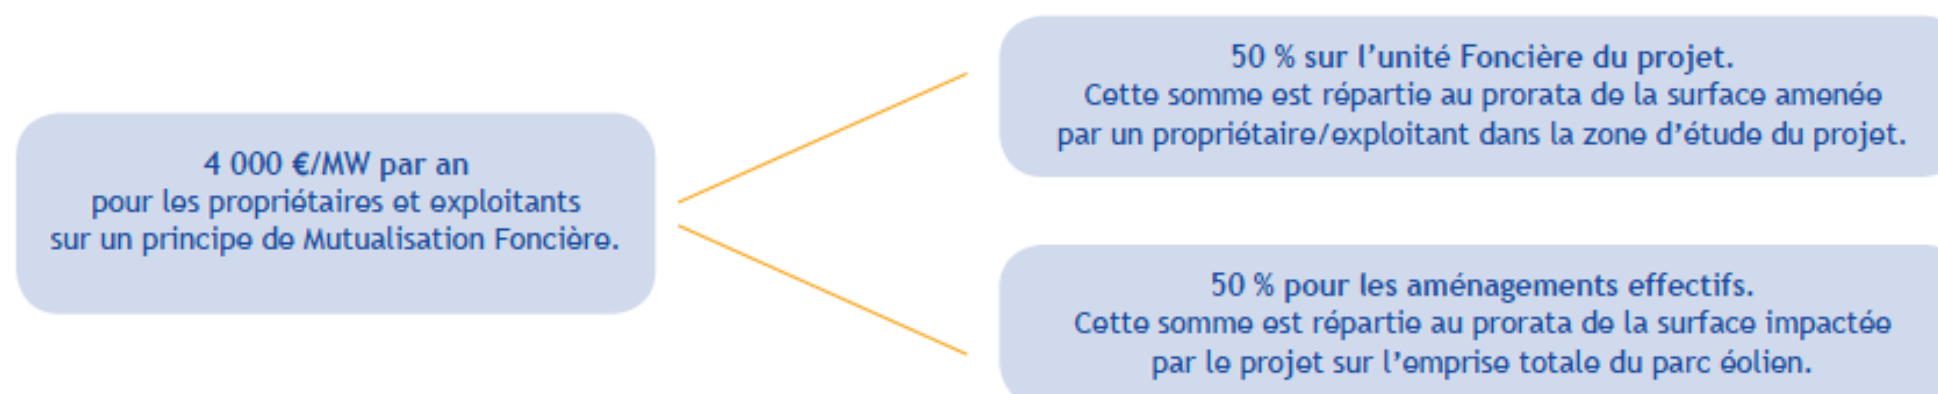 4 000 €/MW par an
pour les propriétaires et exploitants
sur un principe de Mutualisation Foncière.
50 % sur l'unité Foncière du projet.
Cette somme est répartie au prorata de la surface amenée
par un propriétaire/exploitant dans la zone d'étude du projet.
50 % pour les aménagements effectifs.
Cette somme est répartie au prorata de la surface impactée
par le projet sur l'emprise totale du parc éolien.